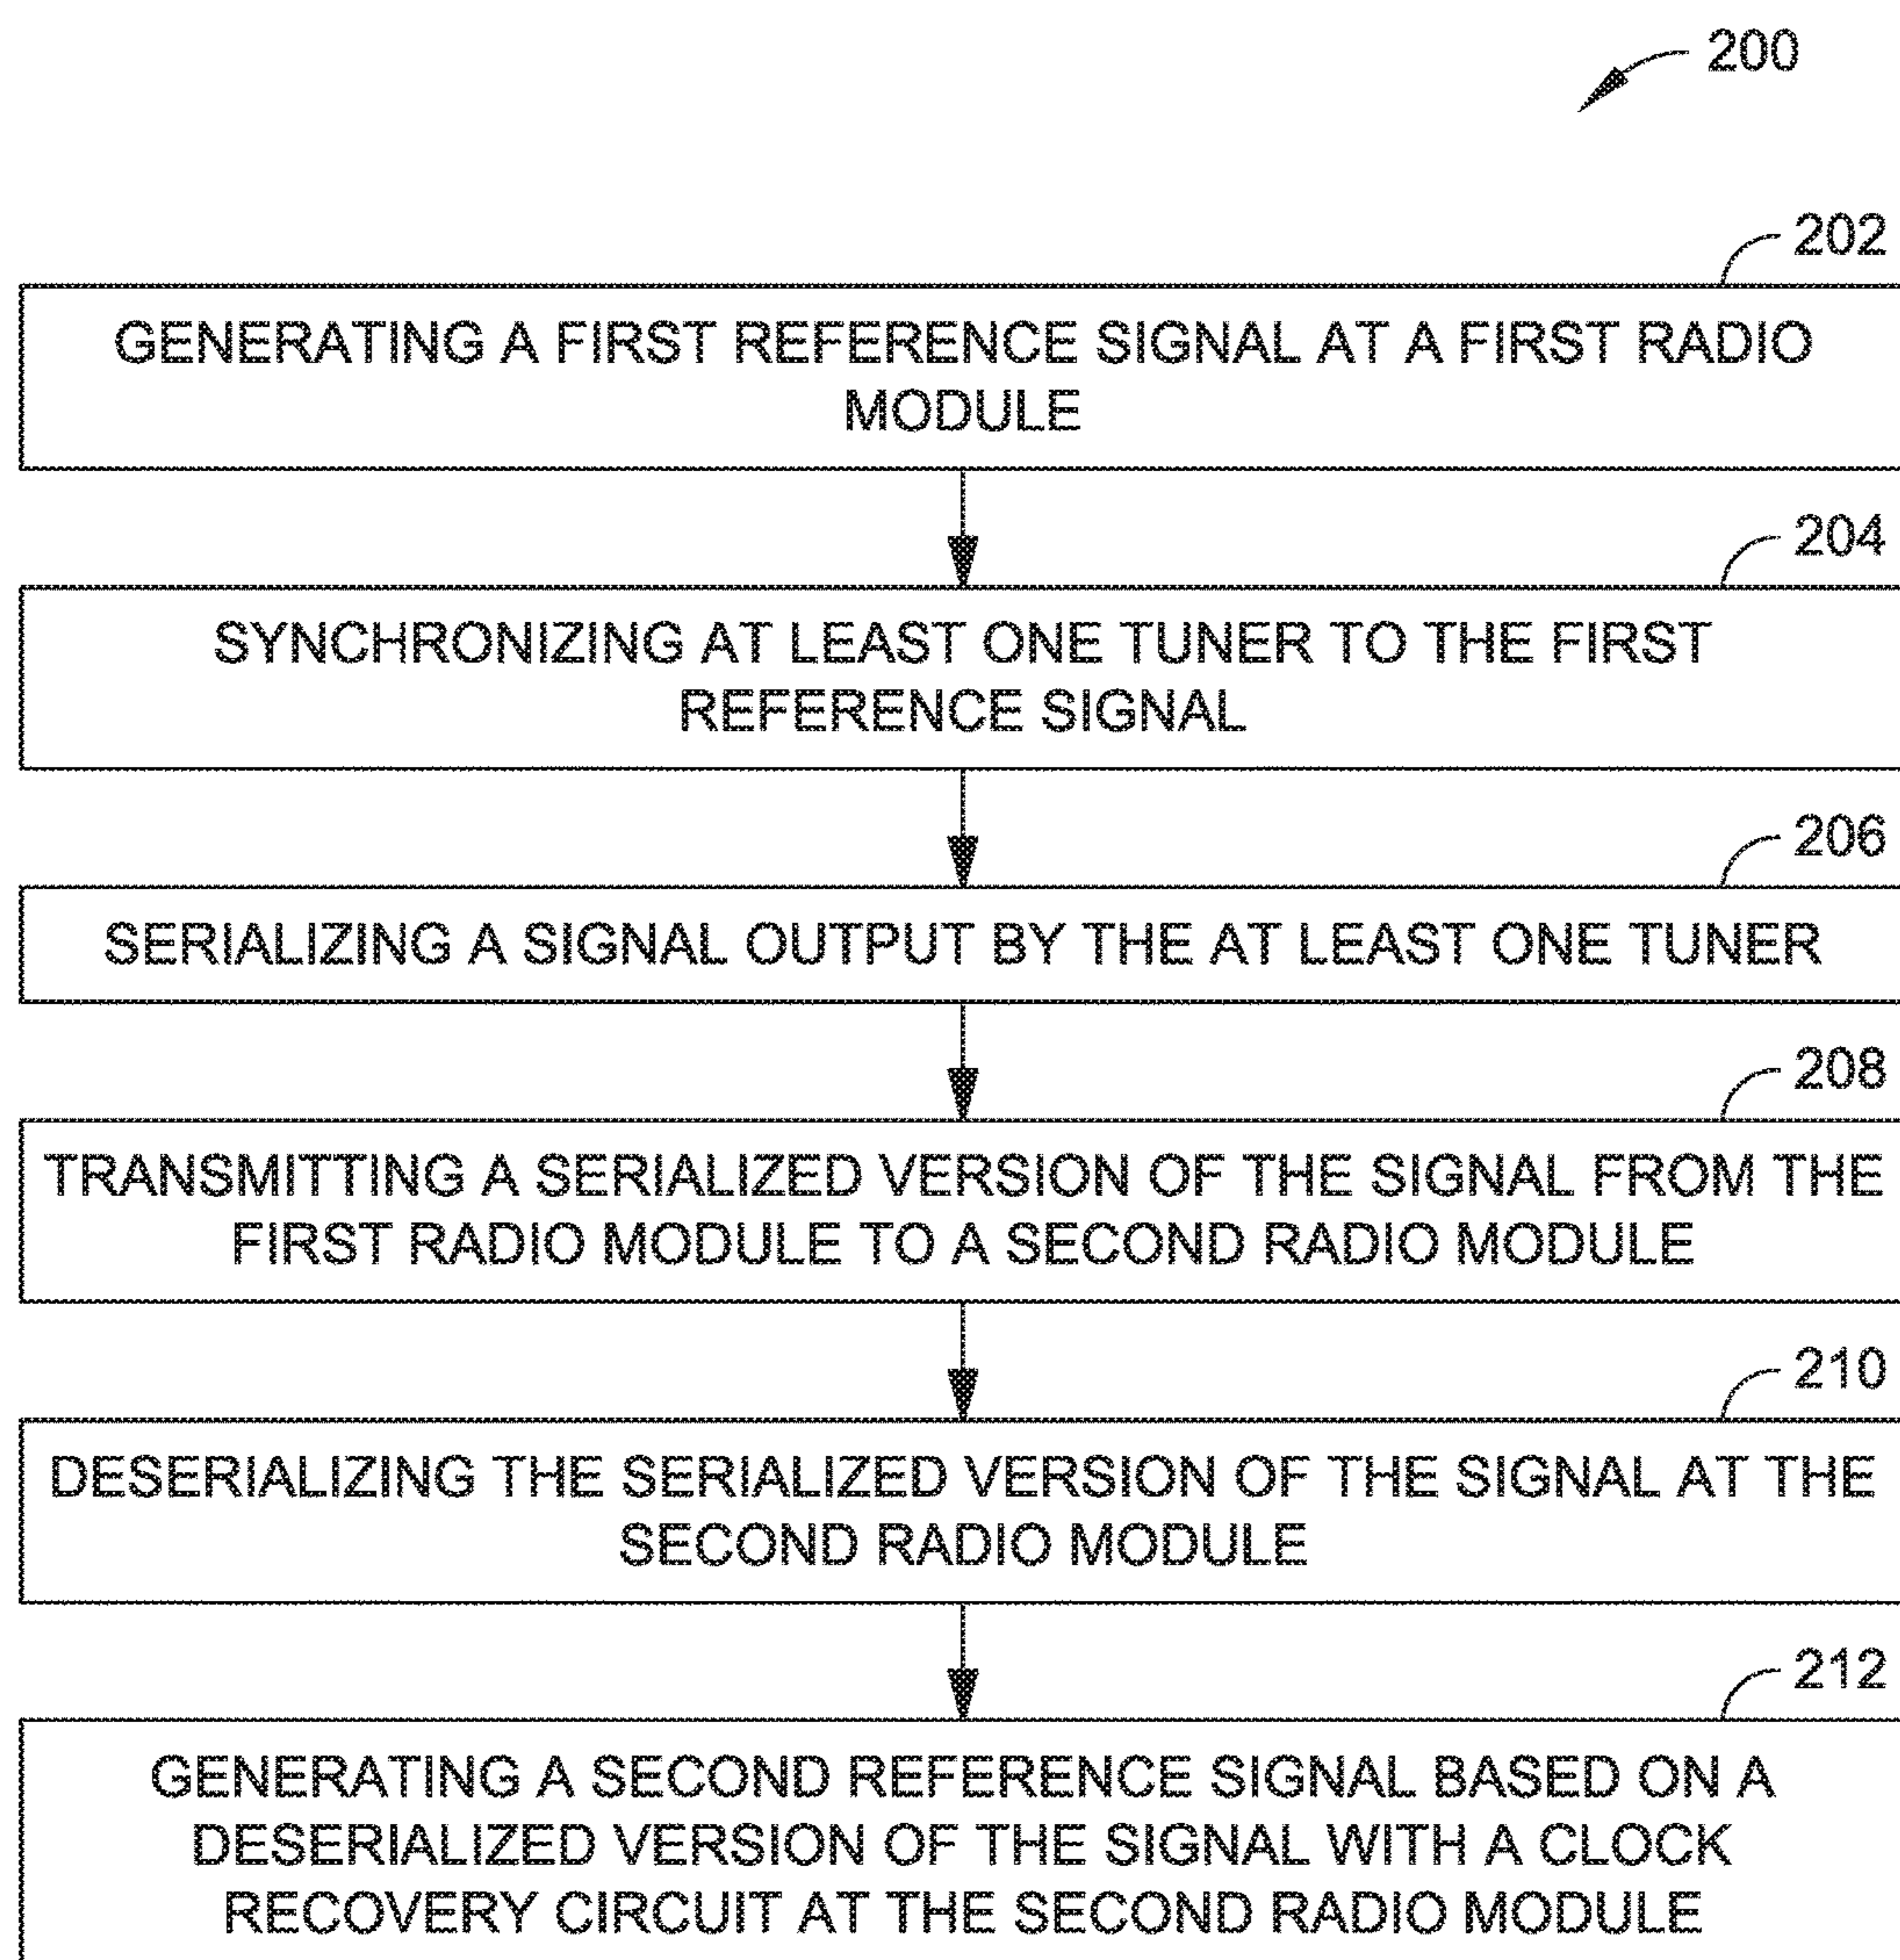 200
202
GENERATING A FIRST REFERENCE SIGNAL AT A FIRST RADIO
MODULE
204
SYNCHRONIZING AT LEAST ONE TUNER TO THE FIRST
REFERENCE SIGNAL
206
SERIALIZING A SIGNAL OUTPUT BY THE AT LEAST ONE TUNER
208
TRANSMITTING A SERIALIZED VERSION OF THE SIGNAL FROM THE
FIRST RADIO MODULE TO A SECOND RADIO MODULE
210
DESERIALIZING THE SERIALIZED VERSION OF THE SIGNAL AT THE
SECOND RADIO MODULE
212
GENERATING A SECOND REFERENCE SIGNAL BASED ON A
DESERIALIZED VERSION OF THE SIGNAL WITH A CLOCK
RECOVERY CIRCUIT AT THE SECOND RADIO MODULE